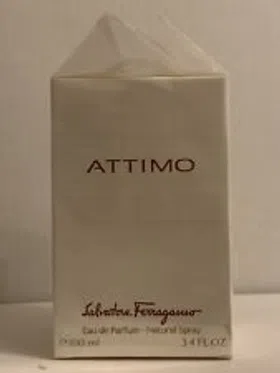 ATTIMO
Salvatore Ferragamo
Eau de Parfum - Natural Spray
℮100 ml 3.4 FL.OZ